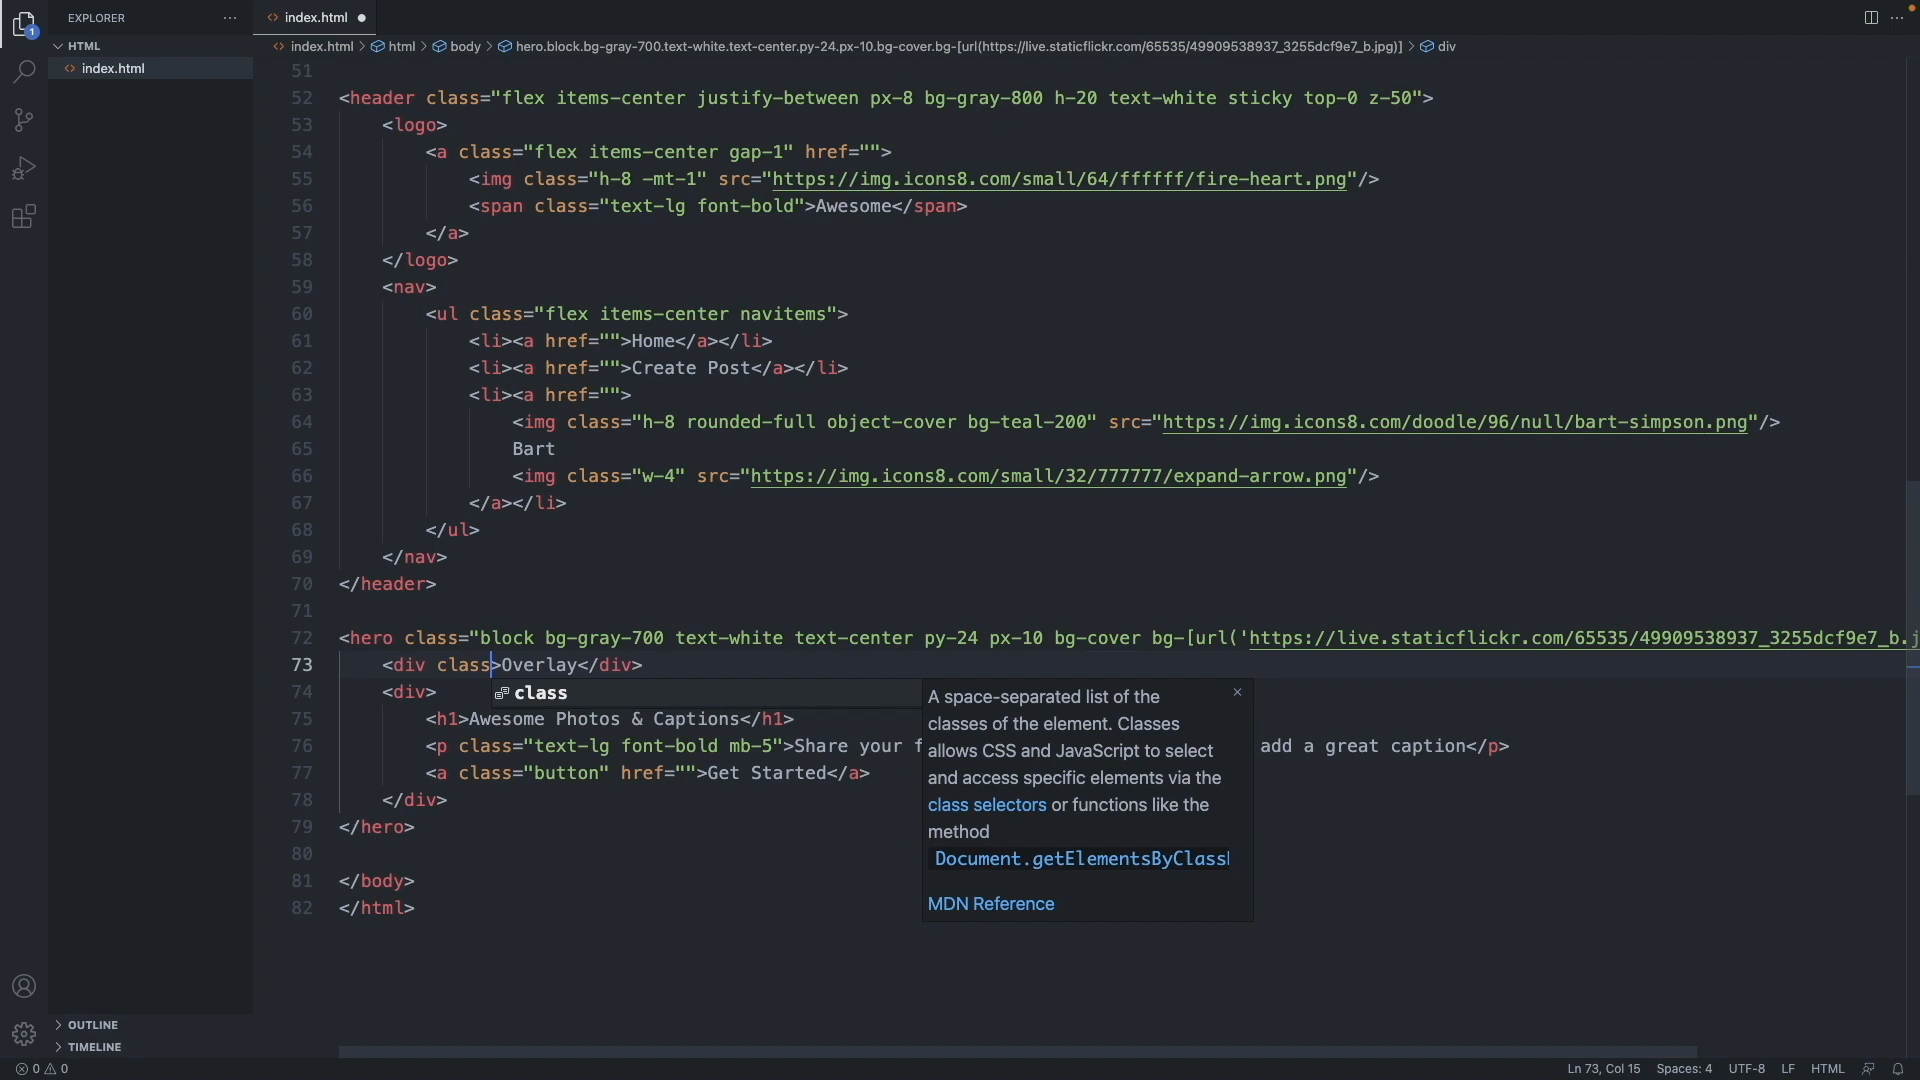 EXPLORER
HTML
index.html
OUTLINE
TIMELINE
1
index.html
index.html > html > body > hero.block.bg-gray-700.text-white.text-center.py-24.px-10.bg-cover.bg-[url(https://live.staticflickr.com/65535/49909538937_3255dcf9e7_b.jpg)] > div
51
52 <header class="flex items-center justify-between px-8 bg-gray-800 h-20 text-white sticky top-0 z-50">
53 <logo>
54 <a class="flex items-center gap-1" href="">
55 <img class="h-8 -mt-1" src="https://img.icons8.com/small/64/ffffff/fire-heart.png"/>
56 <span class="text-lg font-bold">Awesome</span>
57 </a>
58 </logo>
59 <nav>
60 <ul class="flex items-center navitems">
61 <li><a href="">Home</a></li>
62 <li><a href="">Create Post</a></li>
63 <li><a href="">
64 <img class="h-8 rounded-full object-cover bg-teal-200" src="https://img.icons8.com/doodle/96/null/bart-simpson.png"/>
65 Bart
66 <img class="w-4" src="https://img.icons8.com/small/32/777777/expand-arrow.png"/>
67 </a></li>
68 </ul>
69 </nav>
70 </header>
71
72 <hero class="block bg-gray-700 text-white text-center py-24 px-10 bg-cover bg-[url('https://live.staticflickr.com/65535/49909538937_3255dcf9e7_b.j
73 <div class>Overlay</div>
74 <div>
75 <h1>Awesome Photos & Captions</h1>
76 <p class="text-lg font-bold mb-5">Share your f add a great caption</p>
77 <a class="button" href="">Get Started</a>
78 </div>
79 </hero>
80
81 </body>
82 </html>
class
A space-separated list of the
classes of the element. Classes
allows CSS and JavaScript to select
and access specific elements via the
class selectors or functions like the
method
Document.getElementsByClass
MDN Reference
0 0
Ln 73, Col 15 Spaces: 4 UTF-8 LF HTML